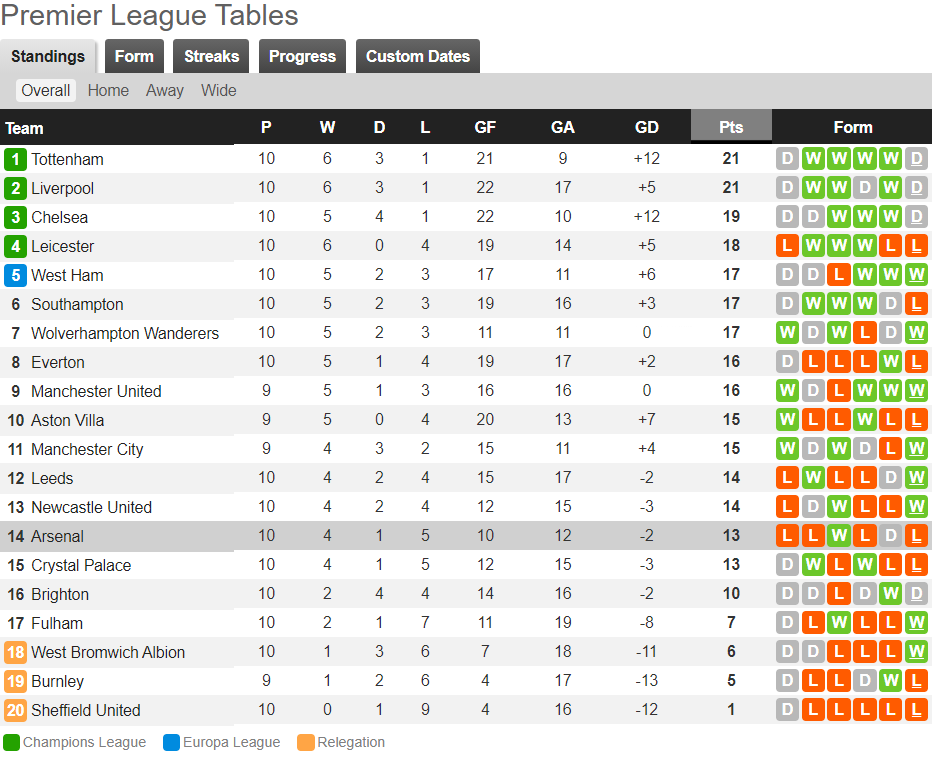 Premier League Tables
Standings Form Streaks Progress Custom Dates
Overall Home Away Wide
Team P W D L GF GA GD Pts Form
1 Tottenham 10 6 3 1 21 9 +12 21 D W W W W D
2 Liverpool 10 6 3 1 22 17 +5 21 D W W D W D
3 Chelsea 10 5 4 1 22 10 +12 19 D D W W W D
4 Leicester 10 6 0 4 19 14 +5 18 L W W W L L
5 West Ham 10 5 2 3 17 11 +6 17 D D L W W W
6 Southampton 10 5 2 3 19 16 +3 17 D W W W D L
7 Wolverhampton Wanderers 10 5 2 3 11 11 0 17 W D W L D W
8 Everton 10 5 1 4 19 17 +2 16 D L L L W L
9 Manchester United 9 5 1 3 16 16 0 16 W D L W W W
10 Aston Villa 9 5 0 4 20 13 +7 15 W L L W L L
11 Manchester City 9 4 3 2 15 11 +4 15 W D W D L W
12 Leeds 10 4 2 4 15 17 -2 14 L W L L D W
13 Newcastle United 10 4 2 4 12 15 -3 14 L D W L L W
14 Arsenal 10 4 1 5 10 12 -2 13 L L W L D L
15 Crystal Palace 10 4 1 5 12 15 -3 13 D W L W L L
16 Brighton 10 2 4 4 14 16 -2 10 D D L D W D
17 Fulham 10 2 1 7 11 19 -8 7 D L W L L W
18 West Bromwich Albion 10 1 3 6 7 18 -11 6 D D L L L W
19 Burnley 9 1 2 6 4 17 -13 5 D L L D W L
20 Sheffield United 10 0 1 9 4 16 -12 1 D L L L L L
Champions League Europa League Relegation